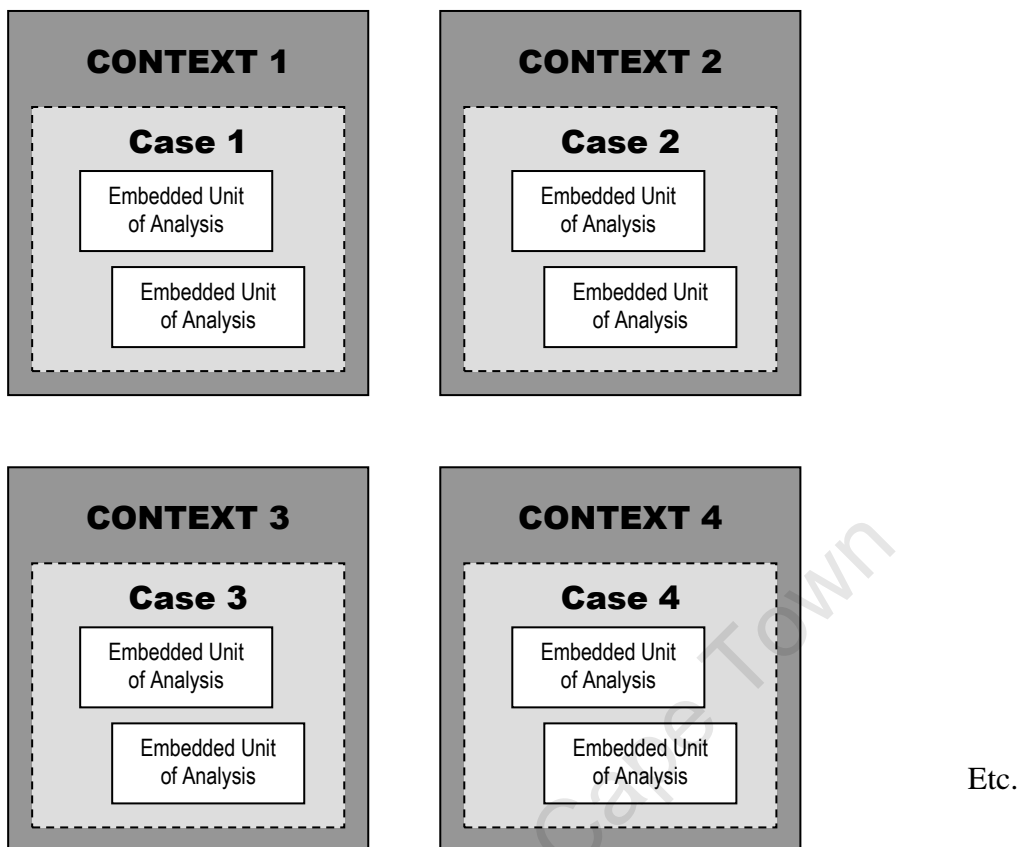 CONTEXT 1
Case 1
Embedded Unit
of Analysis
Embedded Unit
of Analysis
CONTEXT 2
Case 2
Embedded Unit
of Analysis
Embedded Unit
of Analysis
CONTEXT 3
Case 3
Embedded Unit
of Analysis
Embedded Unit
of Analysis
CONTEXT 4
Case 4
Embedded Unit
of Analysis
Embedded Unit
of Analysis
Etc.
Cape Town